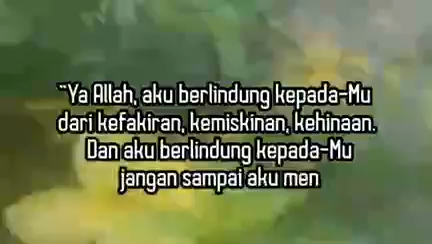 "Ya Allah, aku berlindung kepada-Mu
dari kefakiran, kemiskinan, kehinaan.
Dan aku berlindung kepada-Mu
jangan sampai aku men